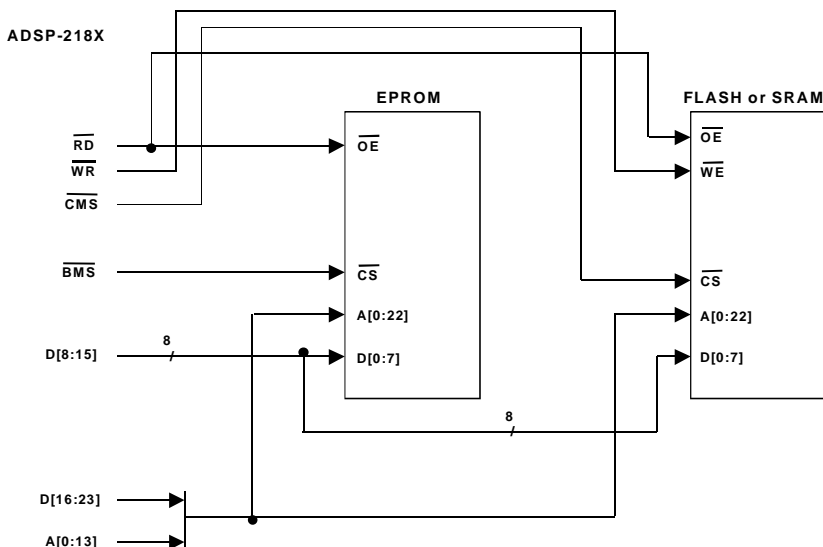 ADSP-218X
EPROM
FLASH or SRAM
RD
WR
CMS
BMS
D[8:15]
8
OE
CS
A[0:22]
D[0:7]
OE
WE
CS
A[0:22]
D[0:7]
8
D[16:23]
A[0:13]